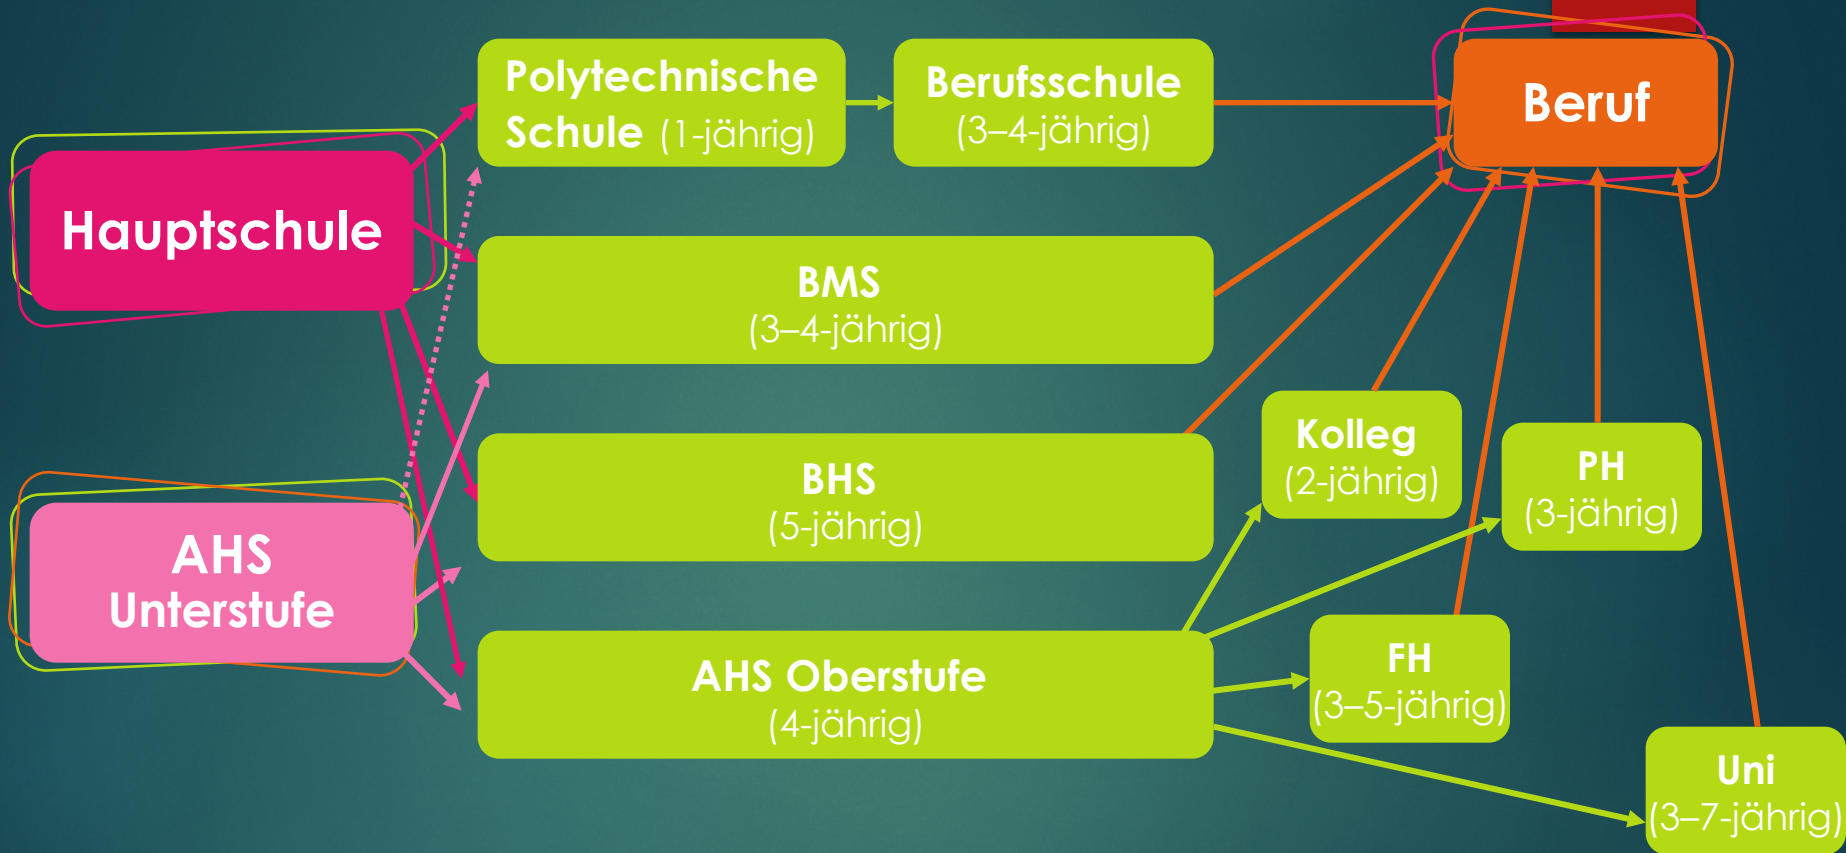 Polytechnische
Schule (1-jährig)
Berufsschule
(3–4-jährig)
Beruf
Hauptschule
BMS
(3–4-jährig)
BHS
(5-jährig)
Kolleg
(2-jährig)
PH
(3-jährig)
AHS
Unterstufe
AHS Oberstufe
(4-jährig)
FH
(3–5-jährig)
Uni
(3–7-jährig)